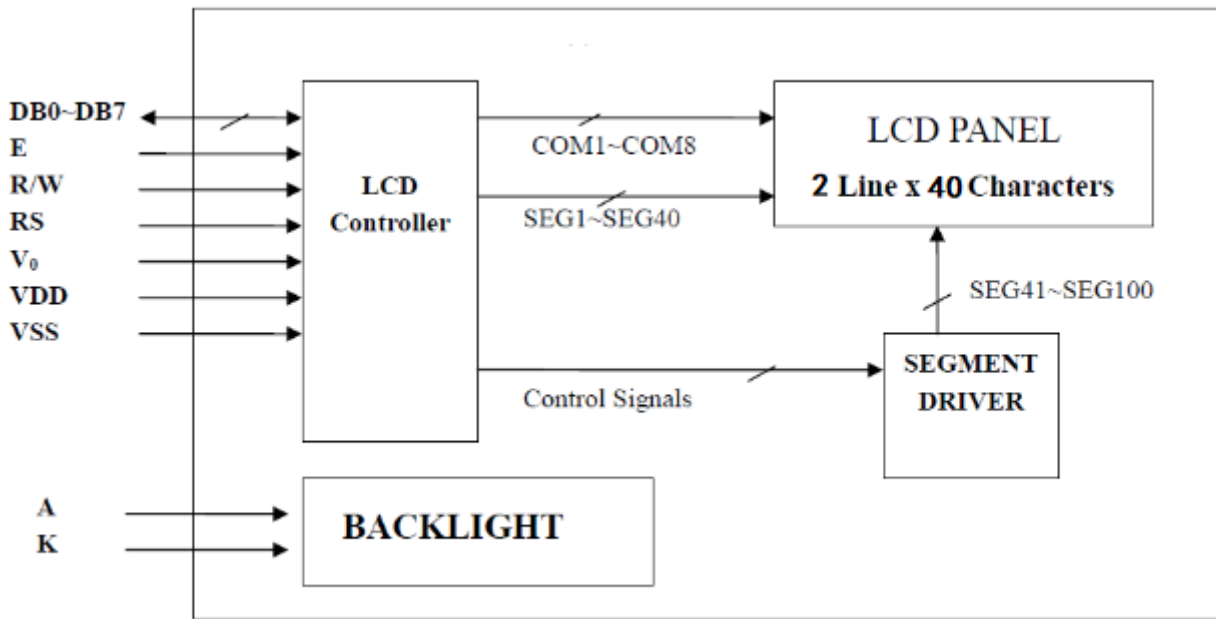 DB0~DB7
E
R/W
RS
V₀
VDD
VSS
LCD
Controller
COM1~COM8
SEG1~SEG40
LCD PANEL
2 Line x 40 Characters
SEG41~SEG100
Control Signals
SEGMENT
DRIVER
A
K
BACKLIGHT